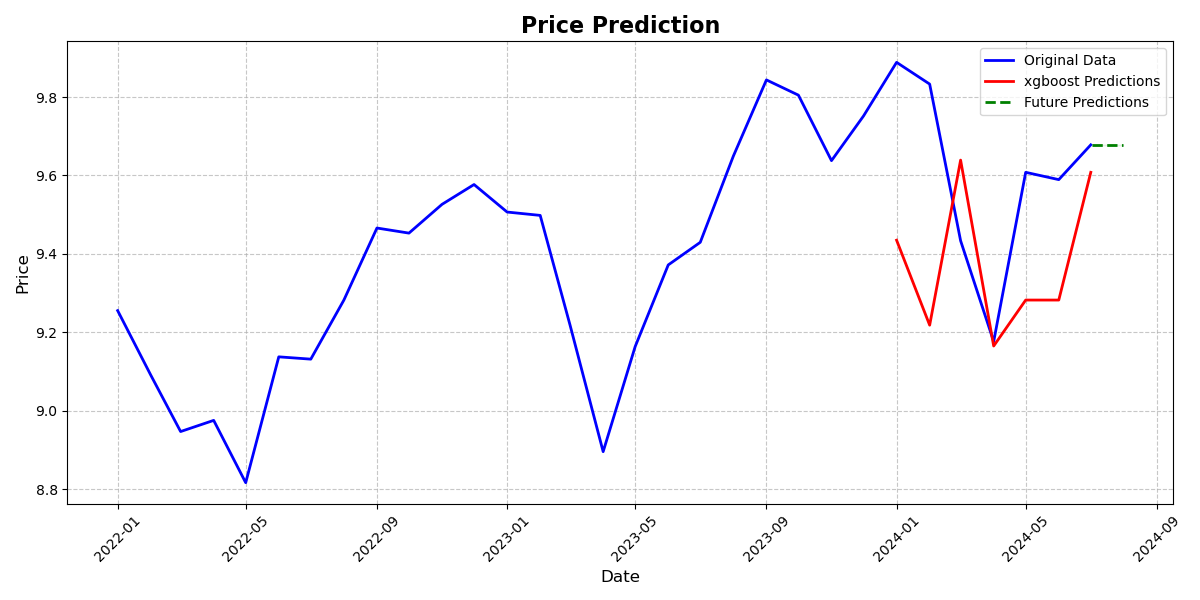 Price Prediction
Original Data
xgboost Predictions
Future Predictions
Price
9.8
9.6
9.4
9.2
9.0
8.8
2022-01
2022-05
2022-09
2023-01
2023-05
2023-09
2024-01
2024-05
2024-09
Date